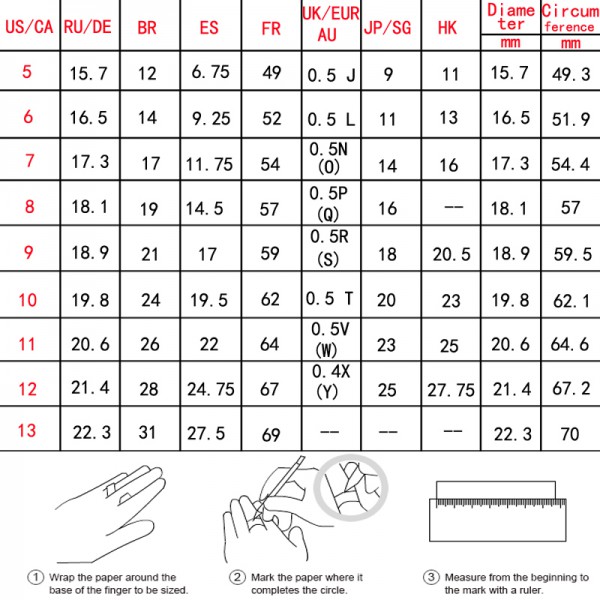 US/CA RU/DE BR ES FR UK/EUR AU JP/SG HK Diame ter mm Circum ference mm
5 15.7 12 6.75 49 0.5 J 9 11 15.7 49.3
6 16.5 14 9.25 52 0.5 L 11 13 16.5 51.9
7 17.3 17 11.75 54 0.5N (O) 14 16 17.3 54.4
8 18.1 19 14.5 57 0.5P (Q) 16 -- 18.1 57
9 18.9 21 17 59 0.5R (S) 18 20.5 18.9 59.5
10 19.8 24 19.5 62 0.5 T 20 23 19.8 62.1
11 20.6 26 22 64 0.5V (W) 23 25 20.6 64.6
12 21.4 28 24.75 67 0.4X (Y) 25 27.75 21.4 67.2
13 22.3 31 27.5 69 -- -- -- 22.3 70
1 Wrap the paper around the
base of the finger to be sized.
2 Mark the paper where it
completes the circle.
3 Measure from the beginning to
the mark with a ruler.